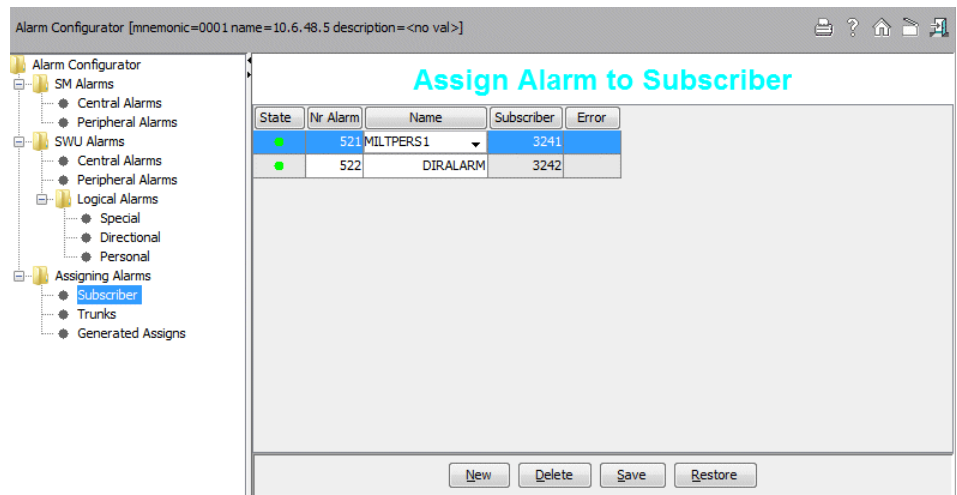 Alarm Configurator [mnemonic=0001 name=10.6.48.5 description=<no val>]
Alarm Configurator
SM Alarms
Central Alarms
Peripheral Alarms
SWU Alarms
Central Alarms
Peripheral Alarms
Logical Alarms
Special
Directional
Personal
Assigning Alarms
Subscriber
Trunks
Generated Assigns
Assign Alarm to Subscriber
State Nr Alarm Name Subscriber Error
521 MILTPERS1 3241
522 DIRALARM 3242
New Delete Save Restore